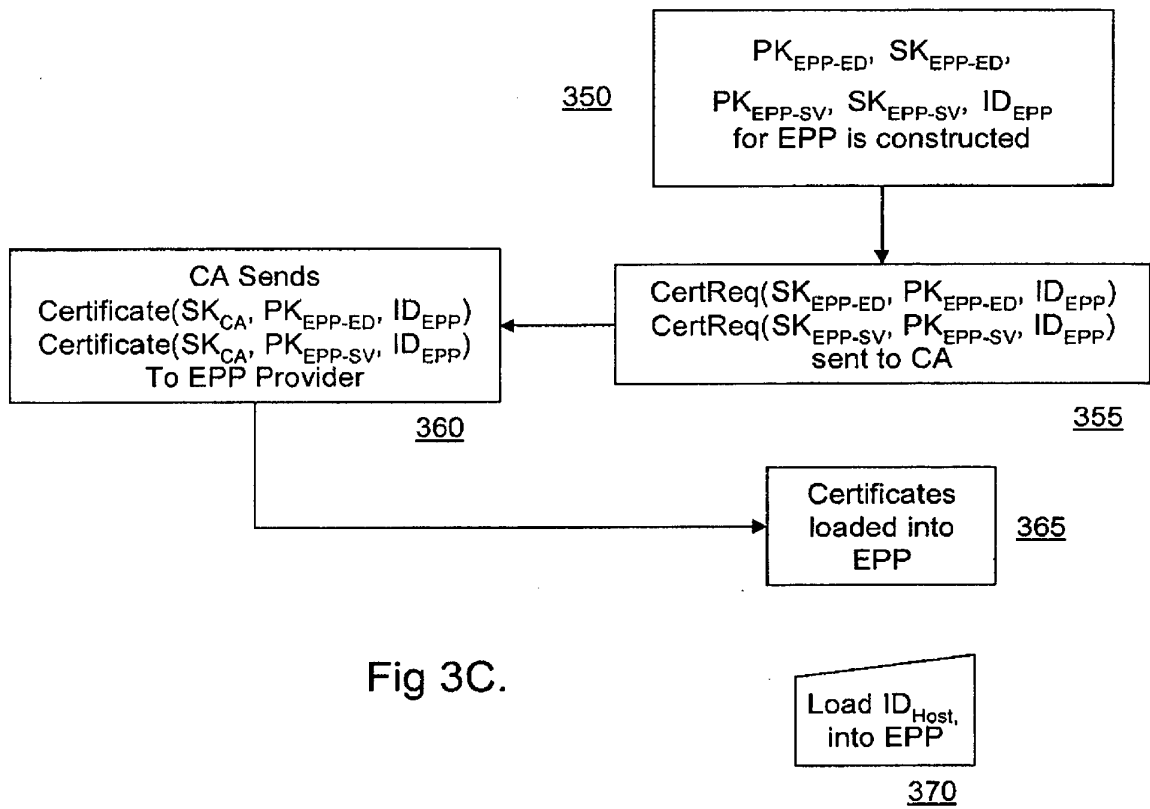 PK_EPP-ED, SK_EPP-ED,
350
PK_EPP-SV, SK_EPP-SV, ID_EPP
for EPP is constructed
CA Sends
Certificate(SK_CA, PK_EPP-ED, ID_EPP)
Certificate(SK_CA, PK_EPP-SV, ID_EPP)
To EPP Provider
360
CertReq(SK_EPP-ED, PK_EPP-ED, ID_EPP)
CertReq(SK_EPP-SV, PK_EPP-SV, ID_EPP)
sent to CA
355
Certificates
loaded into
EPP
365
Fig 3C.
Load ID_Host,
into EPP
370